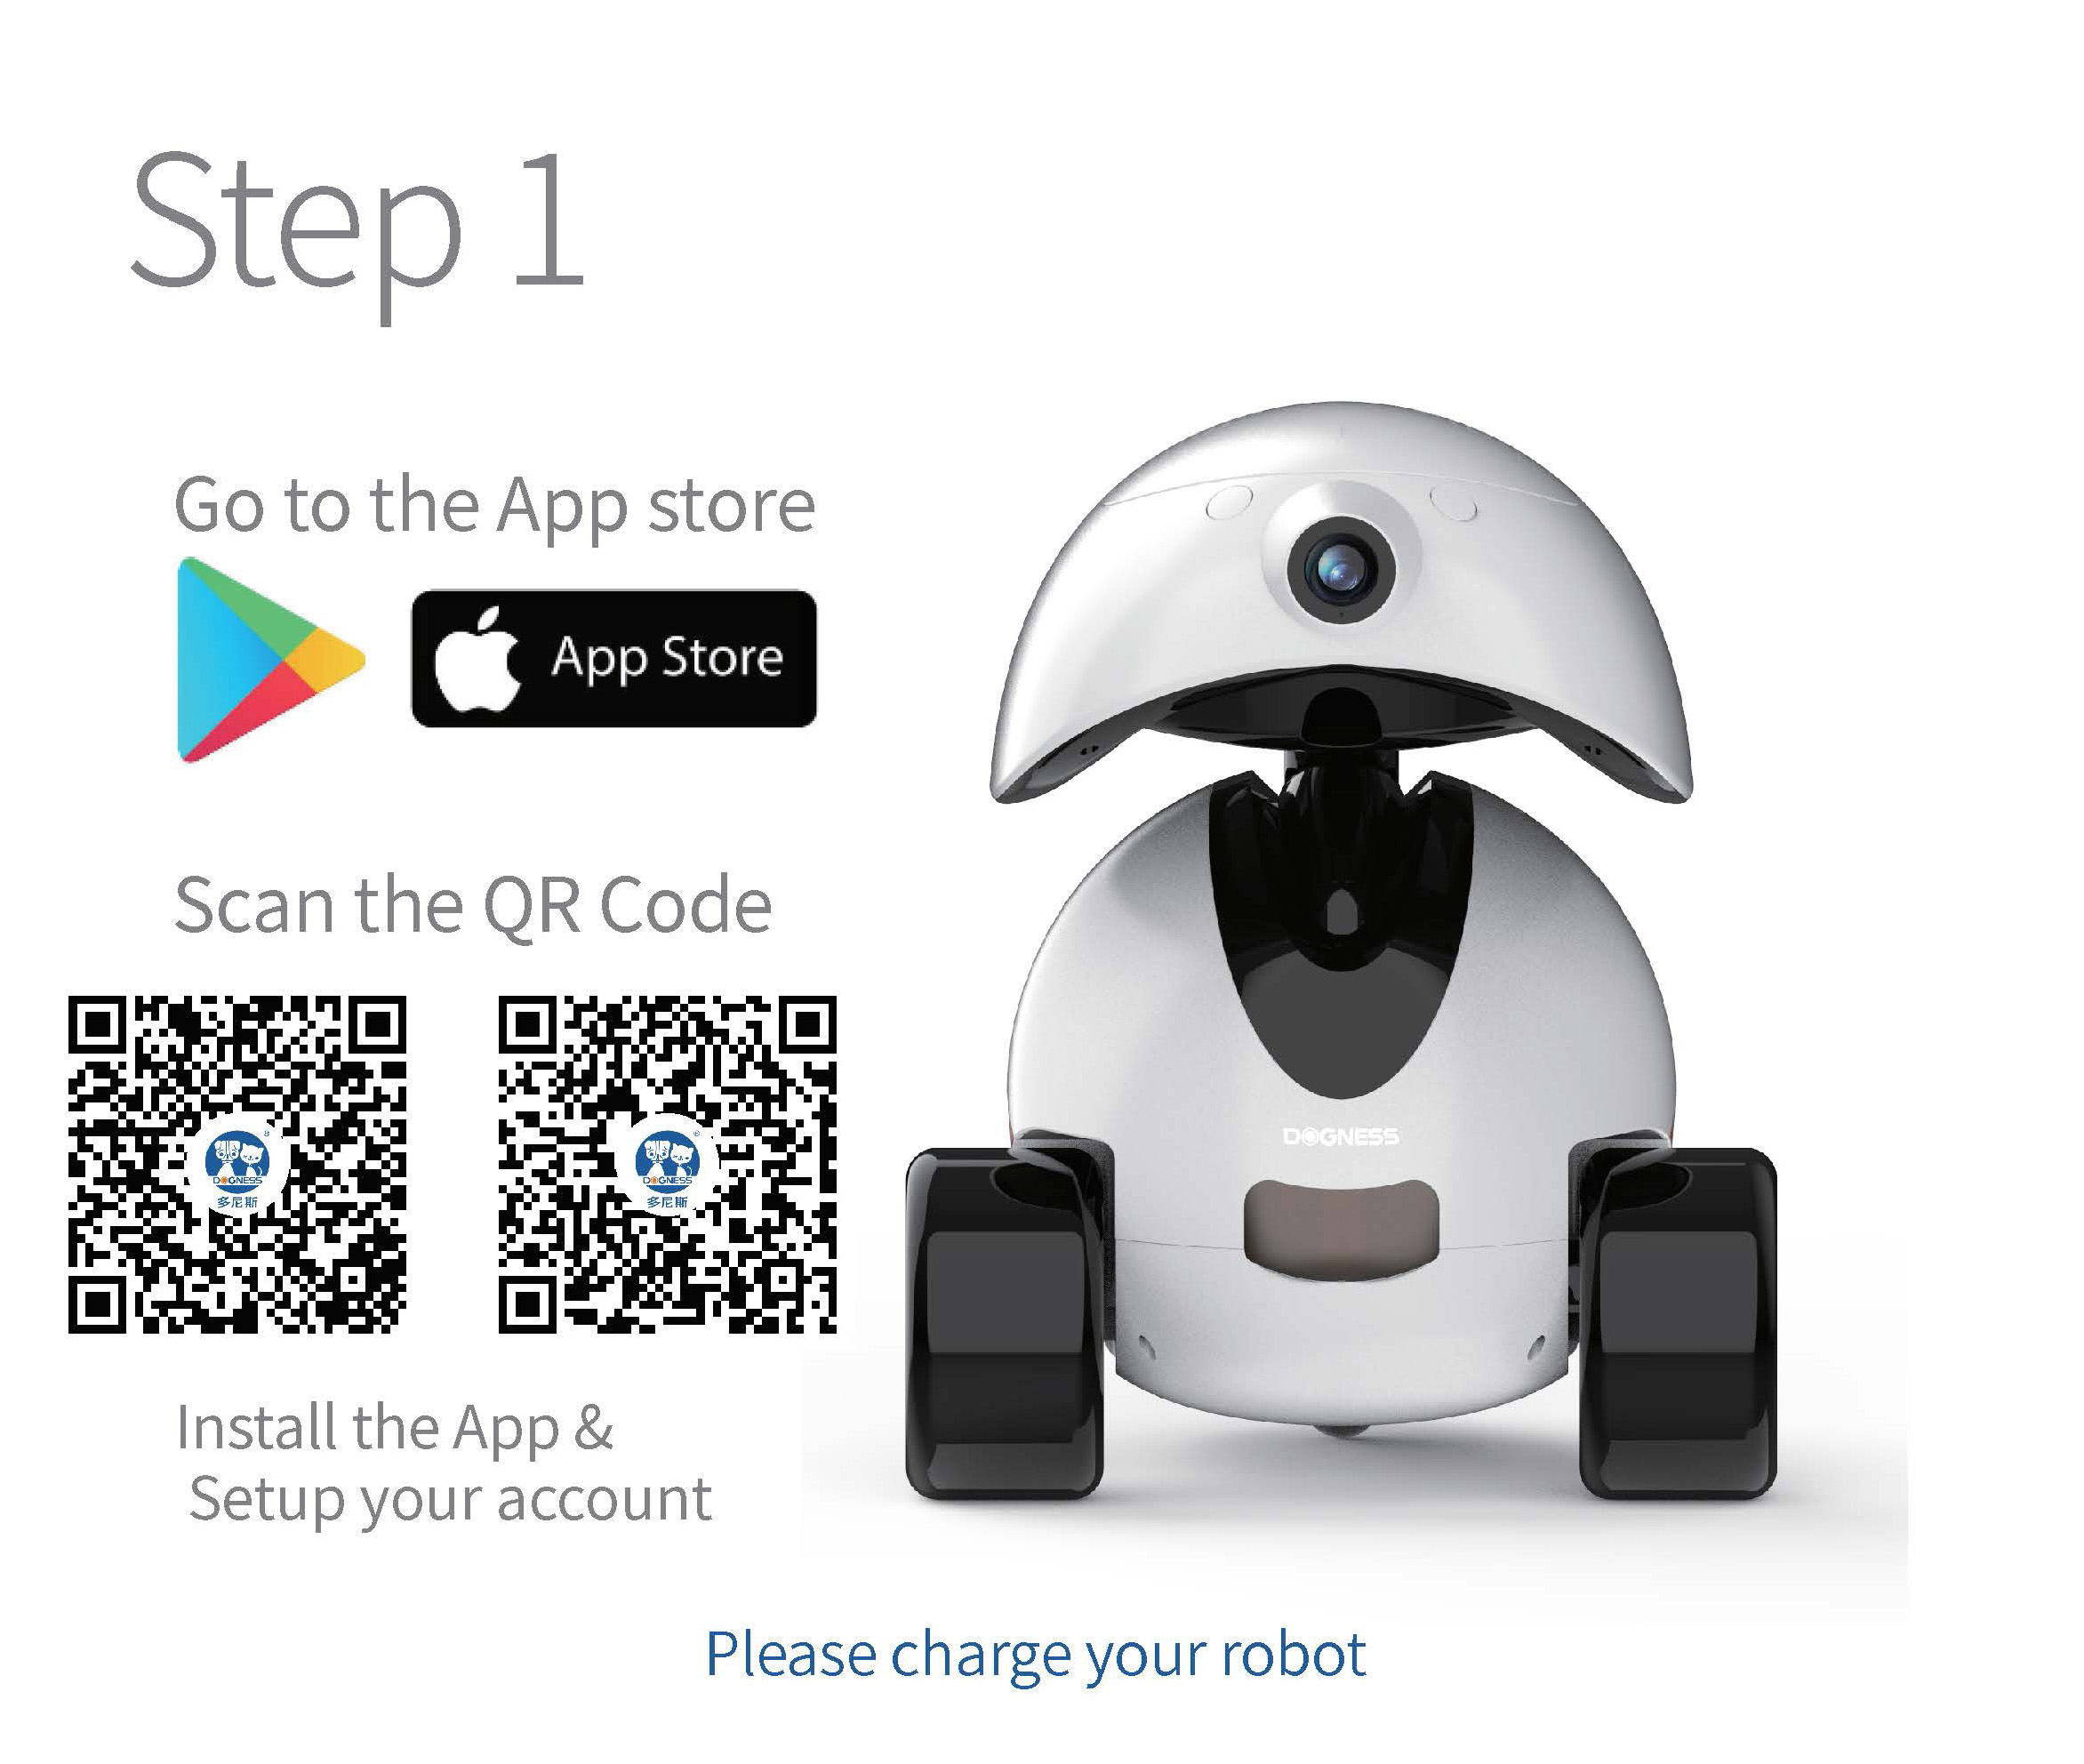 Step 1
Go to the App store
App Store
Scan the QR Code
DOGNESS
多尼斯
DOGNESS
多尼斯
DOGNESS
Install the App &
Setup your account
Please charge your robot